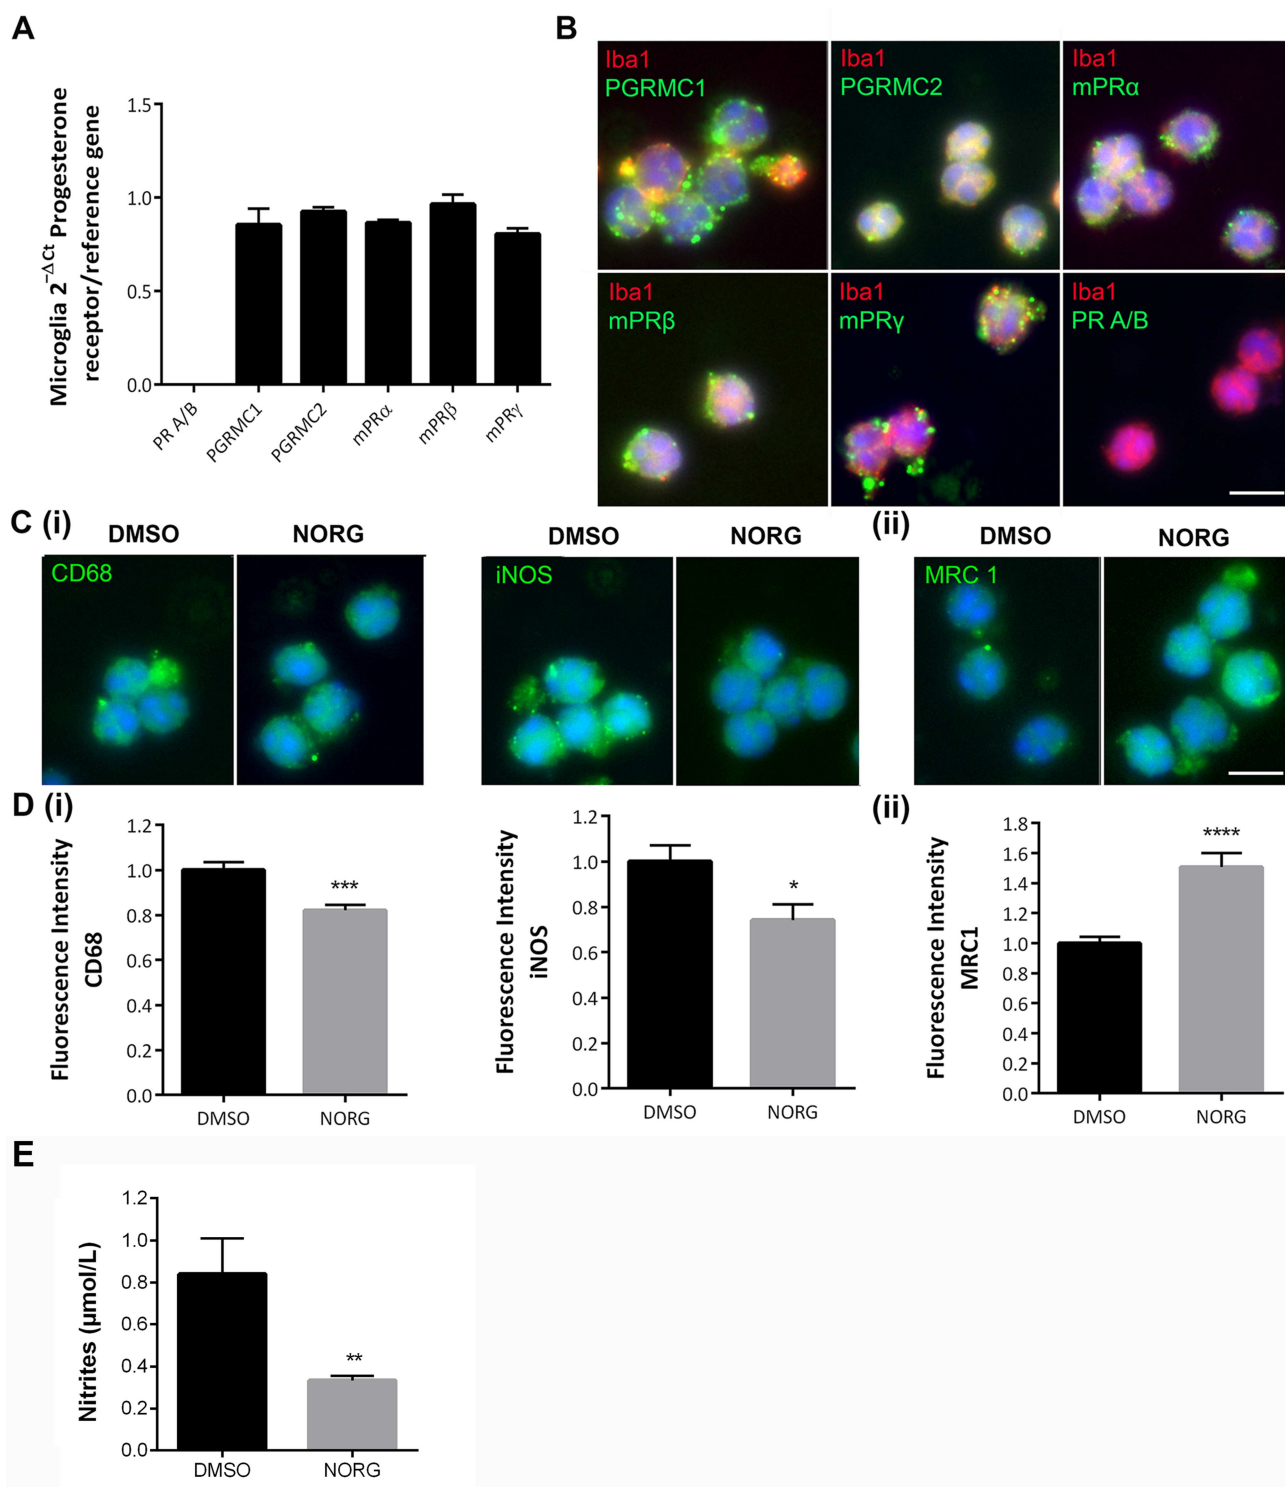 A
Microglia 2⁻ΔCt Progesterone
receptor/reference gene
1.5
1.0
0.5
0.0
PR A/B
PGRMC1
PGRMC2
mPRα
mPRβ
mPRγ
B
Iba1
PGRMC1
Iba1
PGRMC2
Iba1
mPRα
Iba1
mPRβ
Iba1
mPRγ
Iba1
PR A/B
C (i)
DMSO
NORG
CD68
DMSO
NORG
iNOS
(ii)
DMSO
NORG
MRC 1
D (i)
Fluorescence Intensity
CD68
1.2
1.0
0.8
0.6
0.4
0.2
0.0
***
DMSO
NORG
Fluorescence Intensity
iNOS
1.2
1.0
0.8
0.6
0.4
0.2
0.0
*
DMSO
NORG
(ii)
Fluorescence Intensity
MRC1
1.8
1.6
1.4
1.2
1.0
0.8
0.6
0.4
0.2
0.0
****
DMSO
NORG
E
Nitrites (µmol/L)
1.2
1.0
0.8
0.6
0.4
0.2
0.0
**
DMSO
NORG